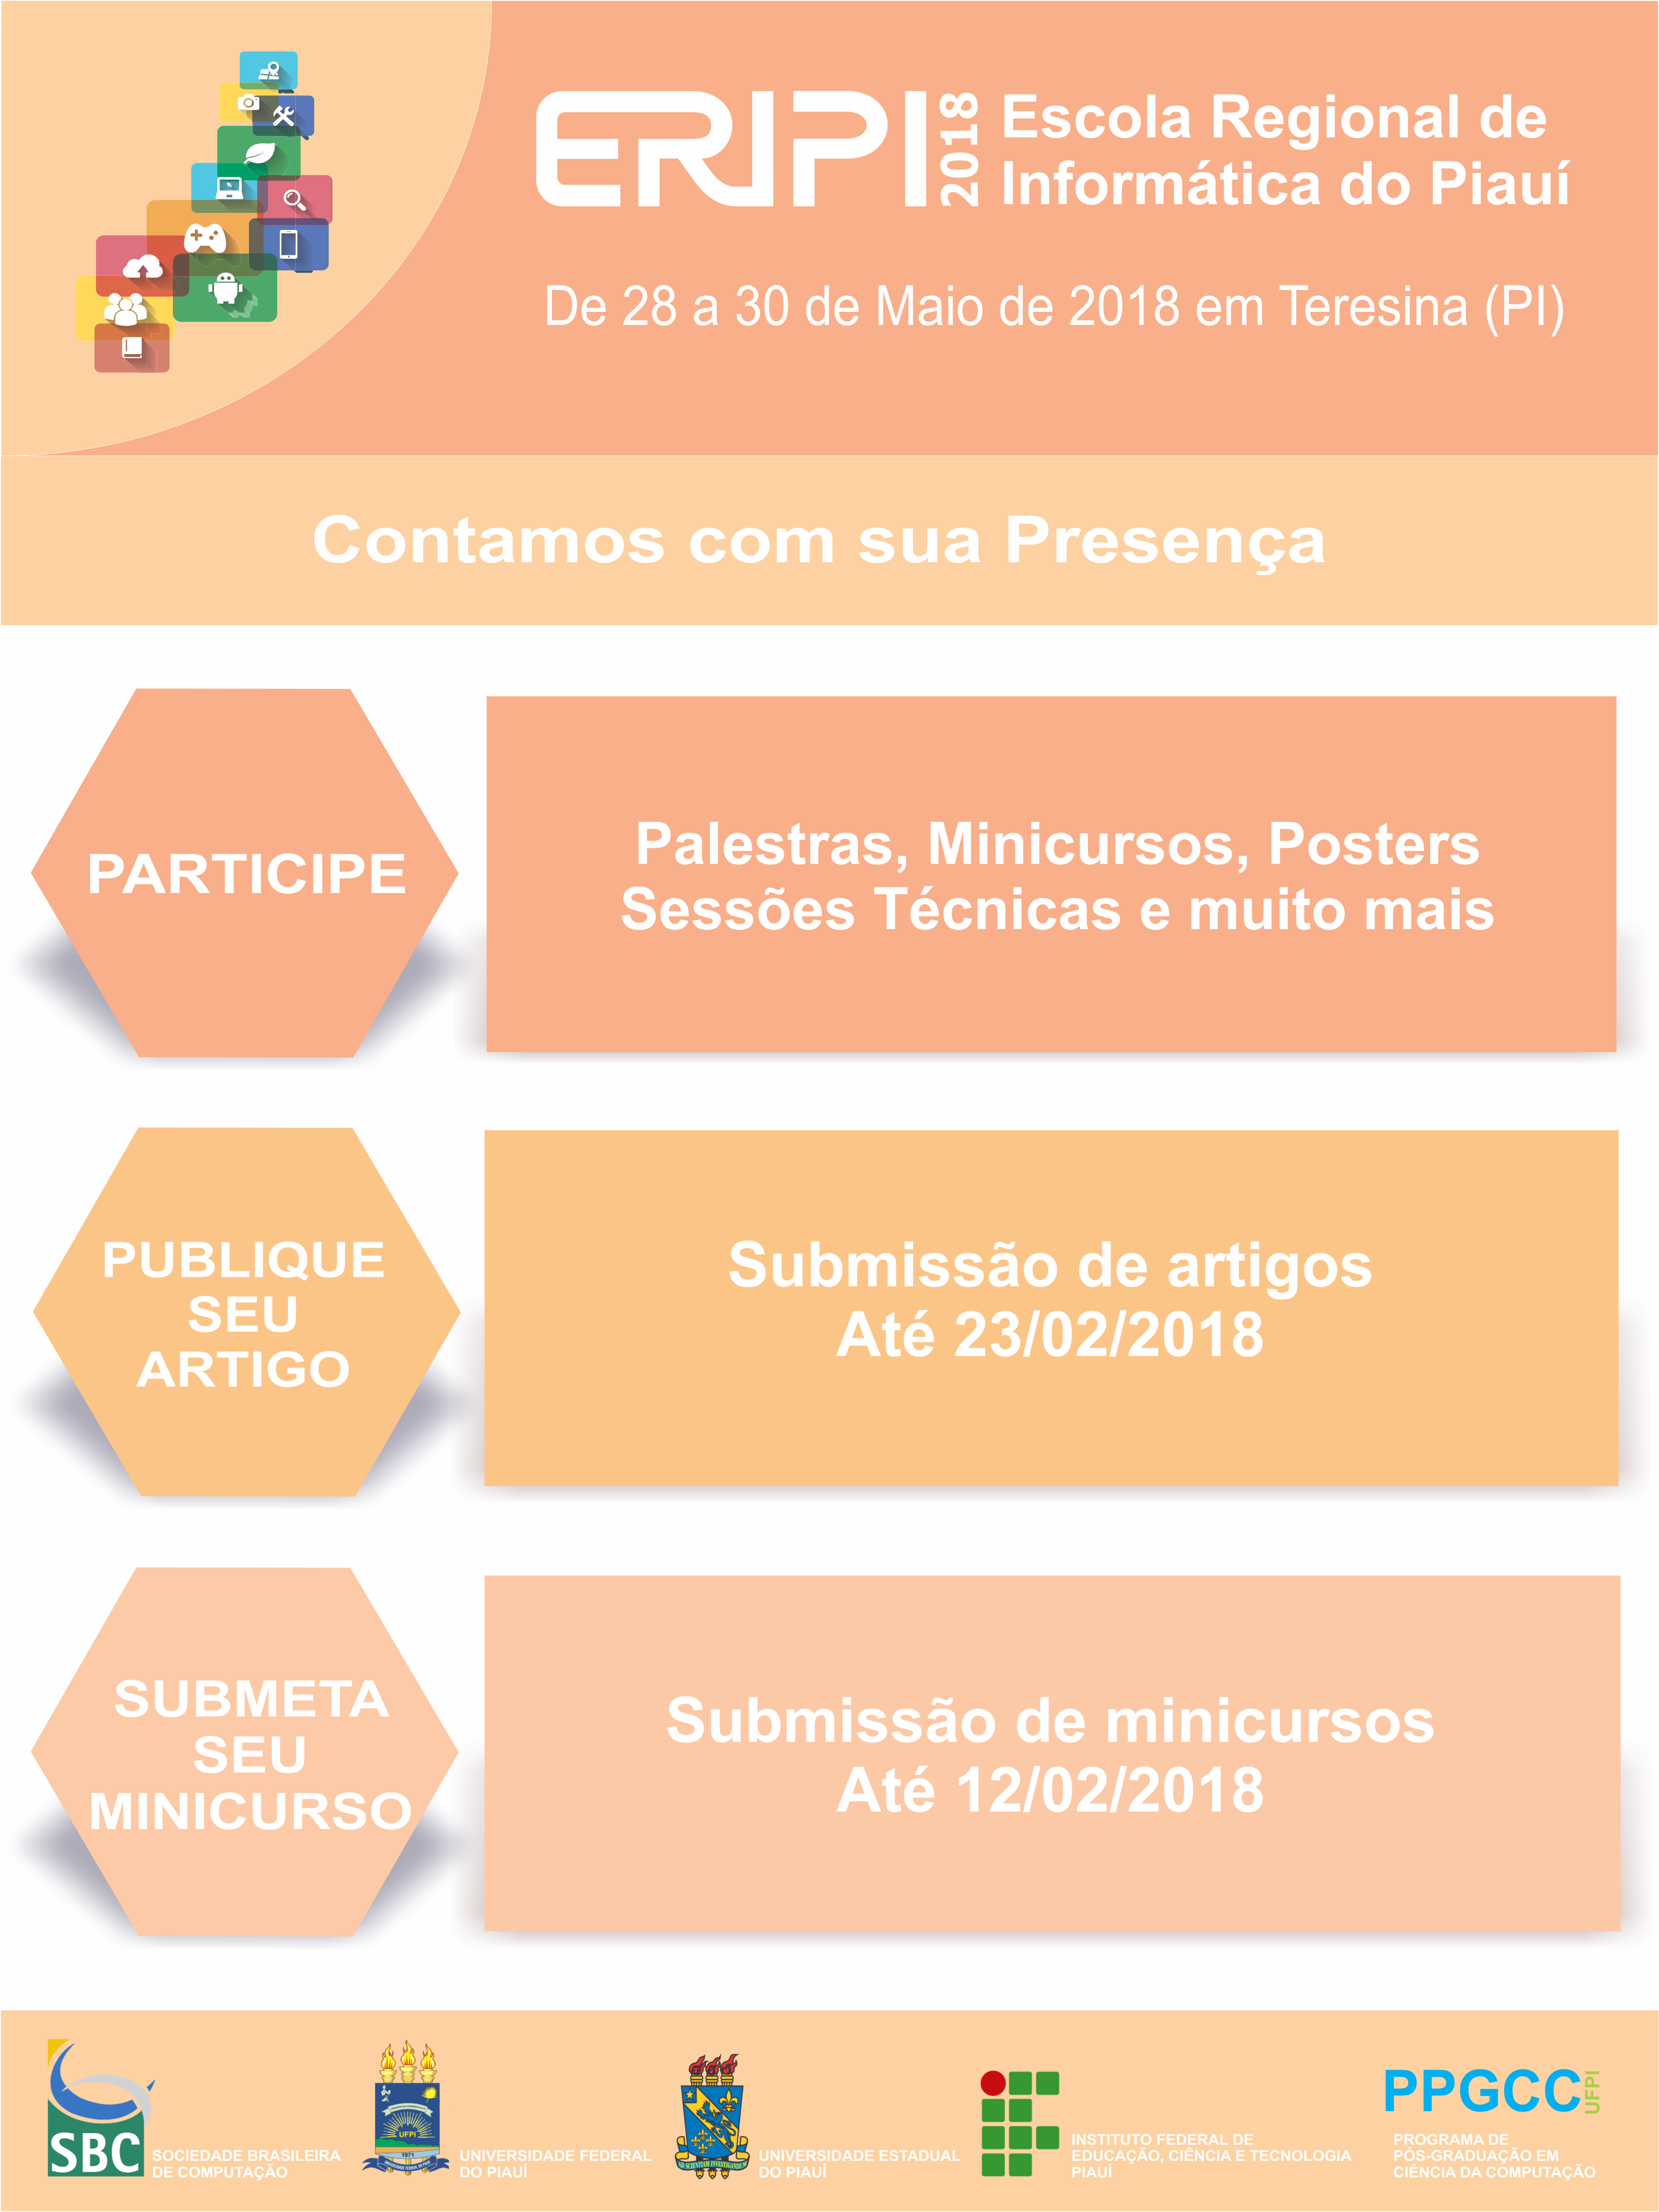 ERIPI 2018
Escola Regional de
Informática do Piauí
De 28 a 30 de Maio de 2018 em Teresina (PI)
Contamos com sua Presença
PARTICIPE
Palestras, Minicursos, Posters
Sessões Técnicas e muito mais
PUBLIQUE
SEU
ARTIGO
Submissão de artigos
Até 23/02/2018
SUBMETA
SEU
MINICURSO
Submissão de minicursos
Até 12/02/2018
SBC
SOCIEDADE BRASILEIRA
DE COMPUTAÇÃO
UFPI
1971
UNIVERSIDADE FEDERAL
DO PIAUÍ
AD SCIENTIAM INVESTIGANDUM
UNIVERSIDADE ESTADUAL
DO PIAUÍ
INSTITUTO FEDERAL DE
EDUCAÇÃO, CIÊNCIA E TECNOLOGIA
PIAUÍ
PPGCC UFPI
PROGRAMA DE
PÓS-GRADUAÇÃO EM
CIÊNCIA DA COMPUTAÇÃO